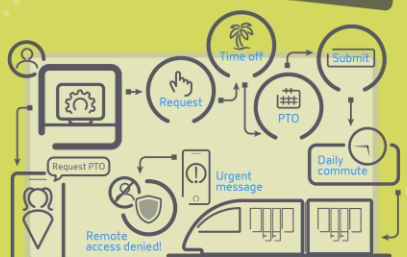 Time off
Submit
Request
PTO
Request PTO
Daily
commute
Urgent
message
Remote
access denied!